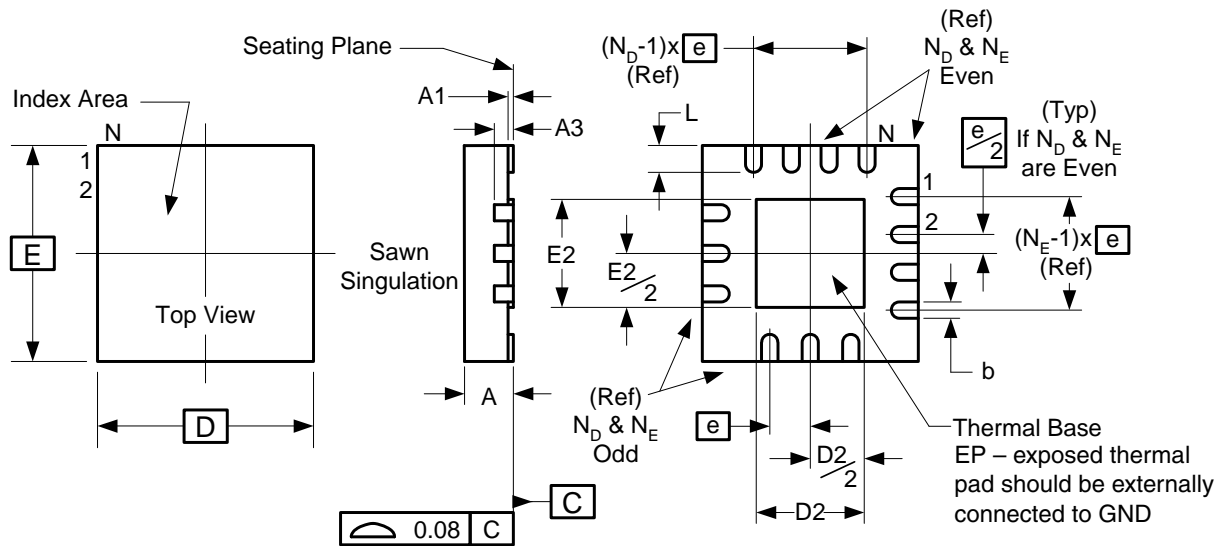 Seating Plane
Index Area
N
1
2
E
Top View
D
A1
A3
Sawn
Singulation
A
0.08 C
C
(N_D-1)x e
(Ref)
(Ref)
N_D & N_E
Even
L
N
e/2
(Typ)
If N_D & N_E
are Even
1
2
(N_E-1)x e
(Ref)
E2
E2/2
b
(Ref)
N_D & N_E
Odd
e
D2/2
D2
Thermal Base
EP – exposed thermal
pad should be externally
connected to GND